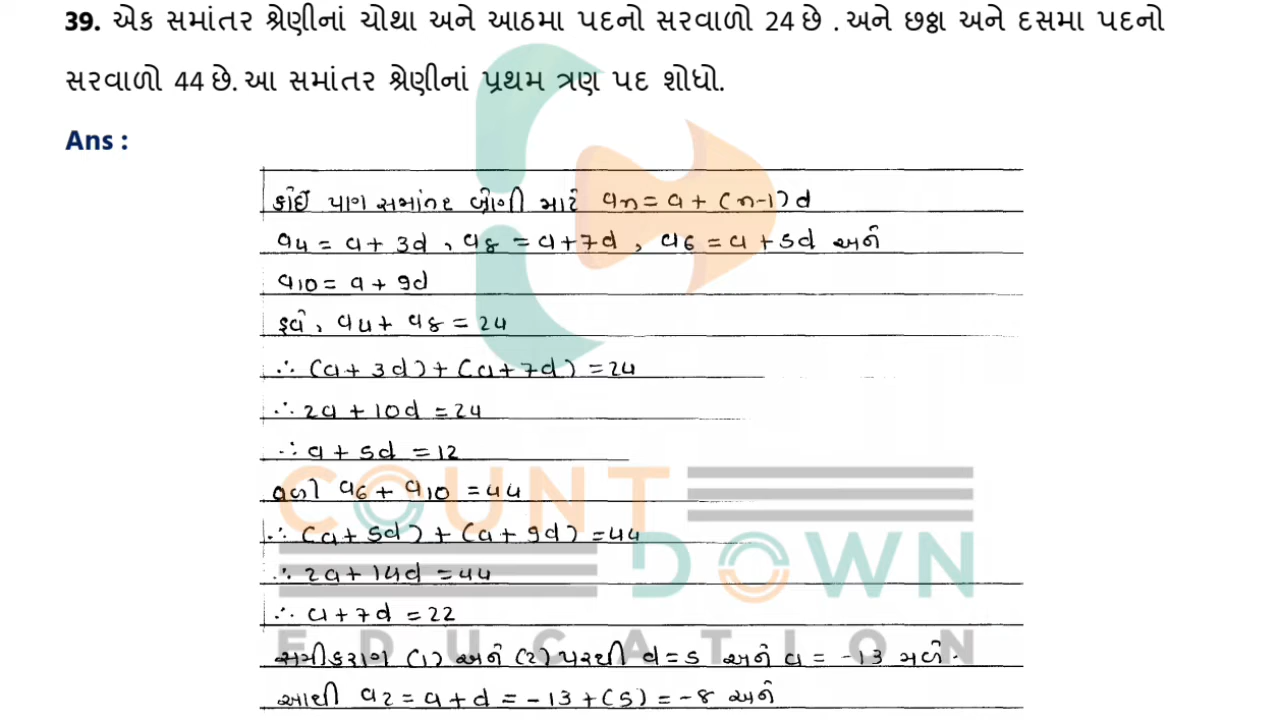 39. એક સમાંતર શ્રેણીનાં ચોથા અને આઠમા પદનો સરવાળો 24 છે . અને છઠ્ઠા અને દસમા પદનો
સરવાળો 44 છે. આ સમાંતર શ્રેણીનાં પ્રથમ ત્રણ પદ શોધો.
Ans :
કોઈ પણ સમાંતર શ્રેણી માટે an = a + (n-1) d
a4 = a + 3d , a8 = a + 7d , a6 = a + 5d અને
a10 = a + 9d
હવે, a4 + a8 = 24
∴ (a + 3d) + (a + 7d) = 24
∴ 2a + 10d = 24
∴ a + 5d = 12
વળી a6 + a10 = 44
∴ (a + 5d) + (a + 9d) = 44
∴ 2a + 14d = 44
∴ a + 7d = 22
સમીકરણ (1) અને (2) પરથી d = 5 અને a = -13 મળે.
આથી a2 = a + d = -13 + (5) = -8 અને
COUNT
DOWN
EDUCATION